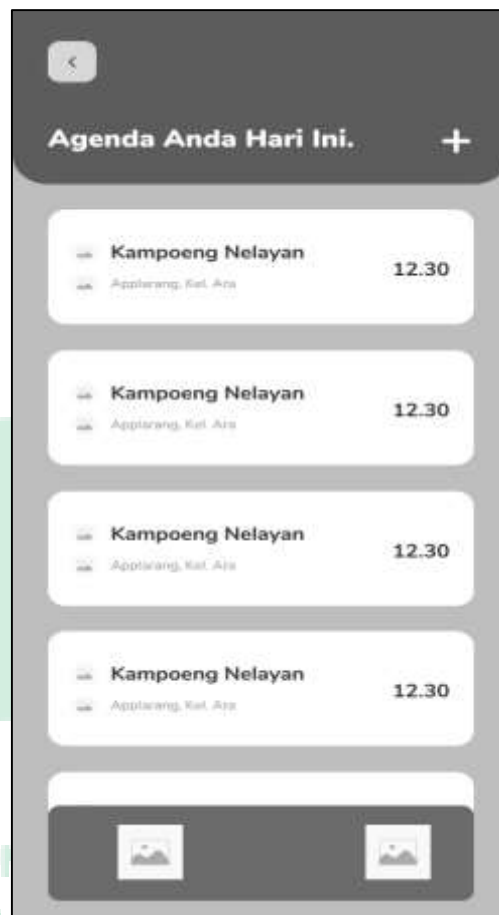 Agenda Anda Hari Ini.
Kampoeng Nelayan
12.30
Applarang, Kel. Ara
Kampoeng Nelayan
12.30
Applarang, Kel. Ara
Kampoeng Nelayan
12.30
Applarang, Kel. Ara
Kampoeng Nelayan
12.30
Applarang, Kel. Ara